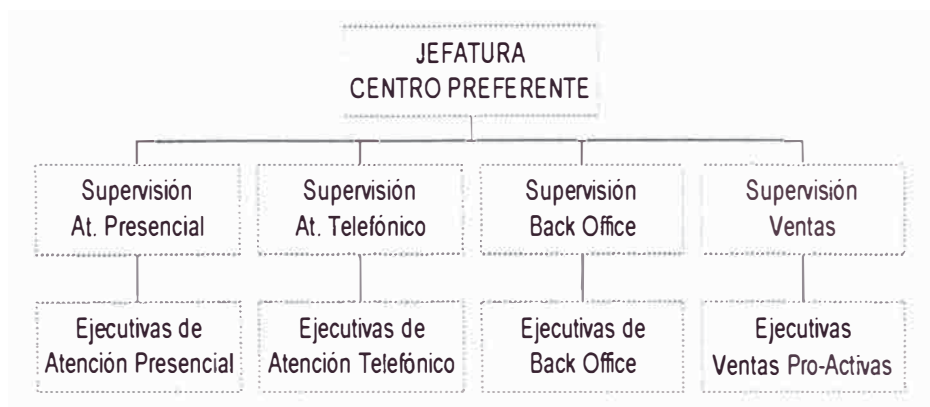 JEFATURA
CENTRO PREFERENTE
Supervisión
At. Presencial
Supervisión
At. Telefónico
Supervisión
Back Office
Supervisión
Ventas
Ejecutivas de
Atención Presencial
Ejecutivas de
Atención Telefónico
Ejecutivas de
Back Office
Ejecutivas
Ventas Pro-Activas